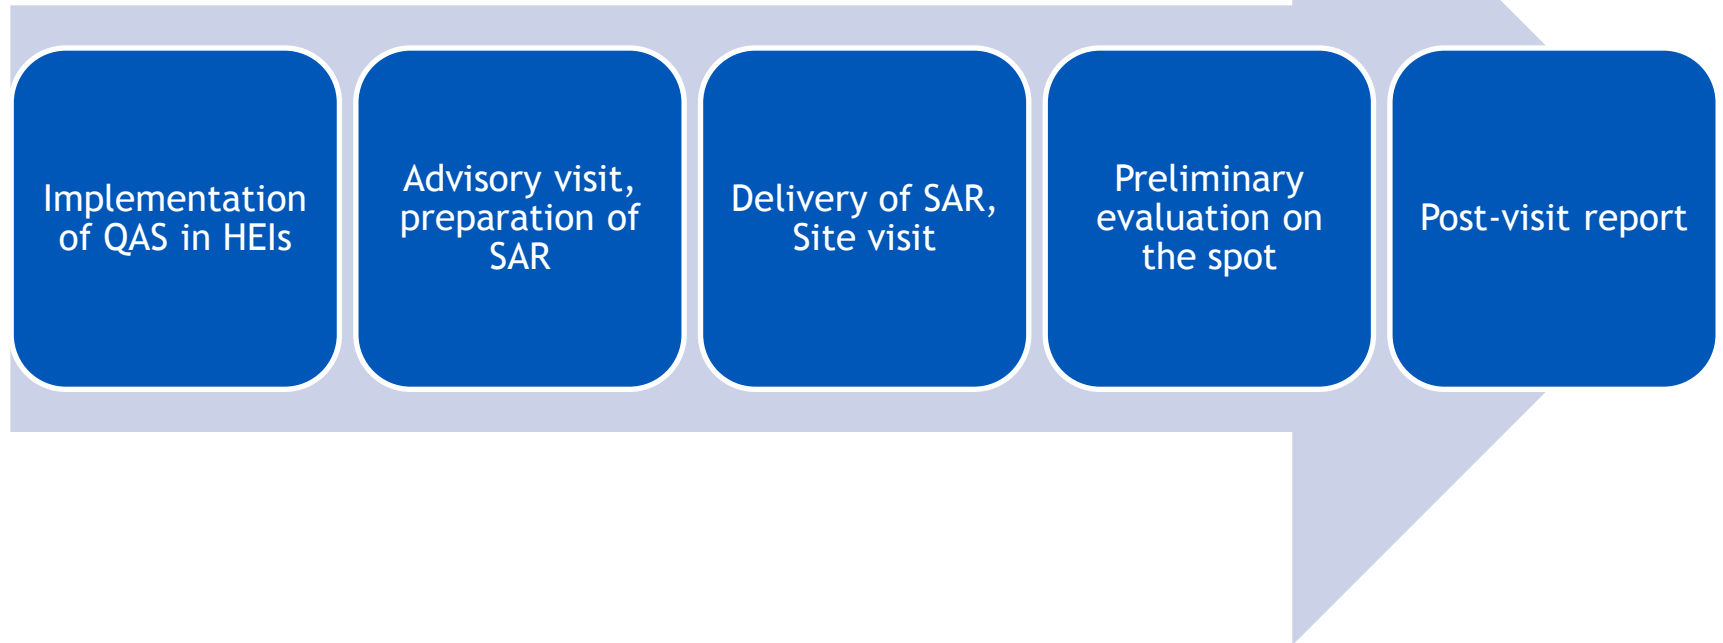 Implementation
of QAS in HEIs
Advisory visit,
preparation of
SAR
Delivery of SAR,
Site visit
Preliminary
evaluation on
the spot
Post-visit report